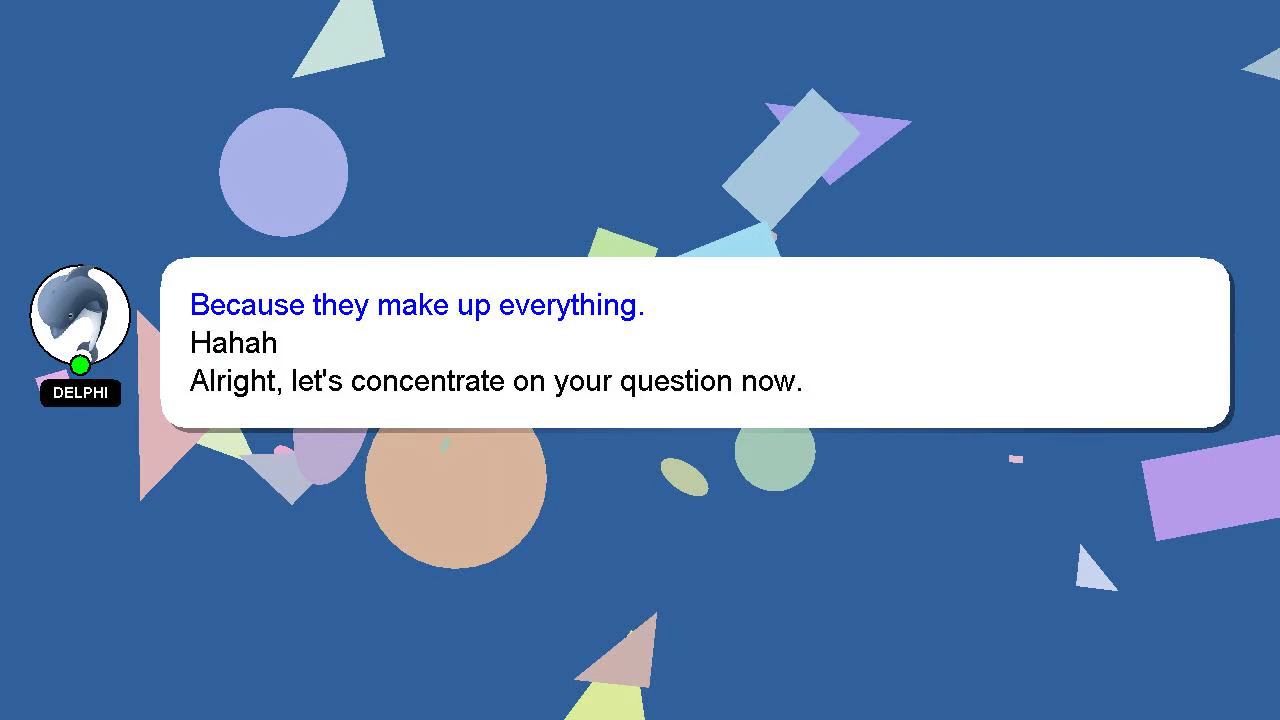 Because they make up everything.
Hahah
Alright, let's concentrate on your question now.
DELPHI